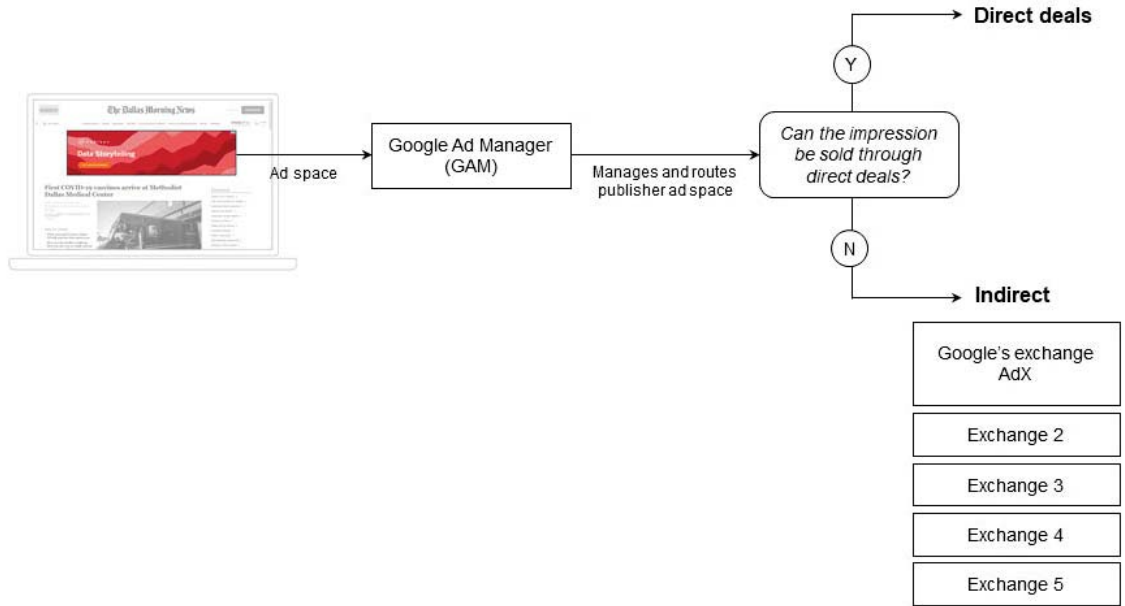 Direct deals
Y
The Dallas Morning News
Data Storytelling
Ad space
Google Ad Manager
(GAM)
Manages and routes
publisher ad space
Can the impression
be sold through
direct deals?
First COVID-19 vaccines arrive at Methodist
Dallas Medical Center
N
Indirect
Google's exchange
AdX
Exchange 2
Exchange 3
Exchange 4
Exchange 5